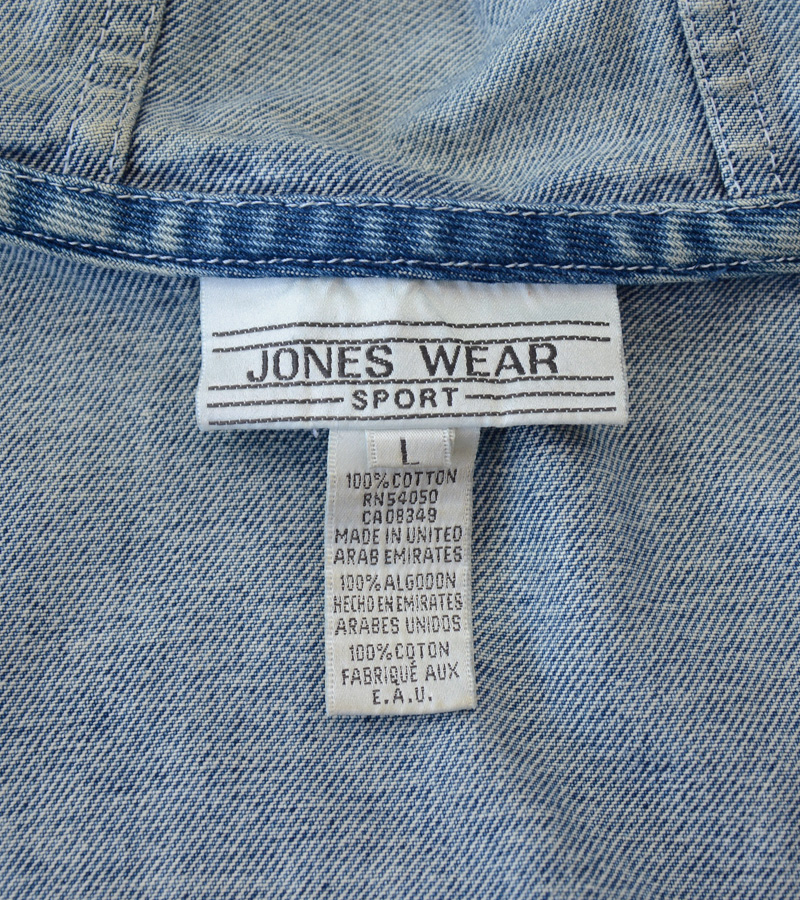 JONES WEAR
SPORT
L
100% COTTON
RN54050
CA08349
MADE IN UNITED
ARAB EMIRATES
100% ALGODON
HECHO EN EMIRATES
ARABES UNIDOS
100% COTON
FABRIQUÉ AUX
E.A.U.